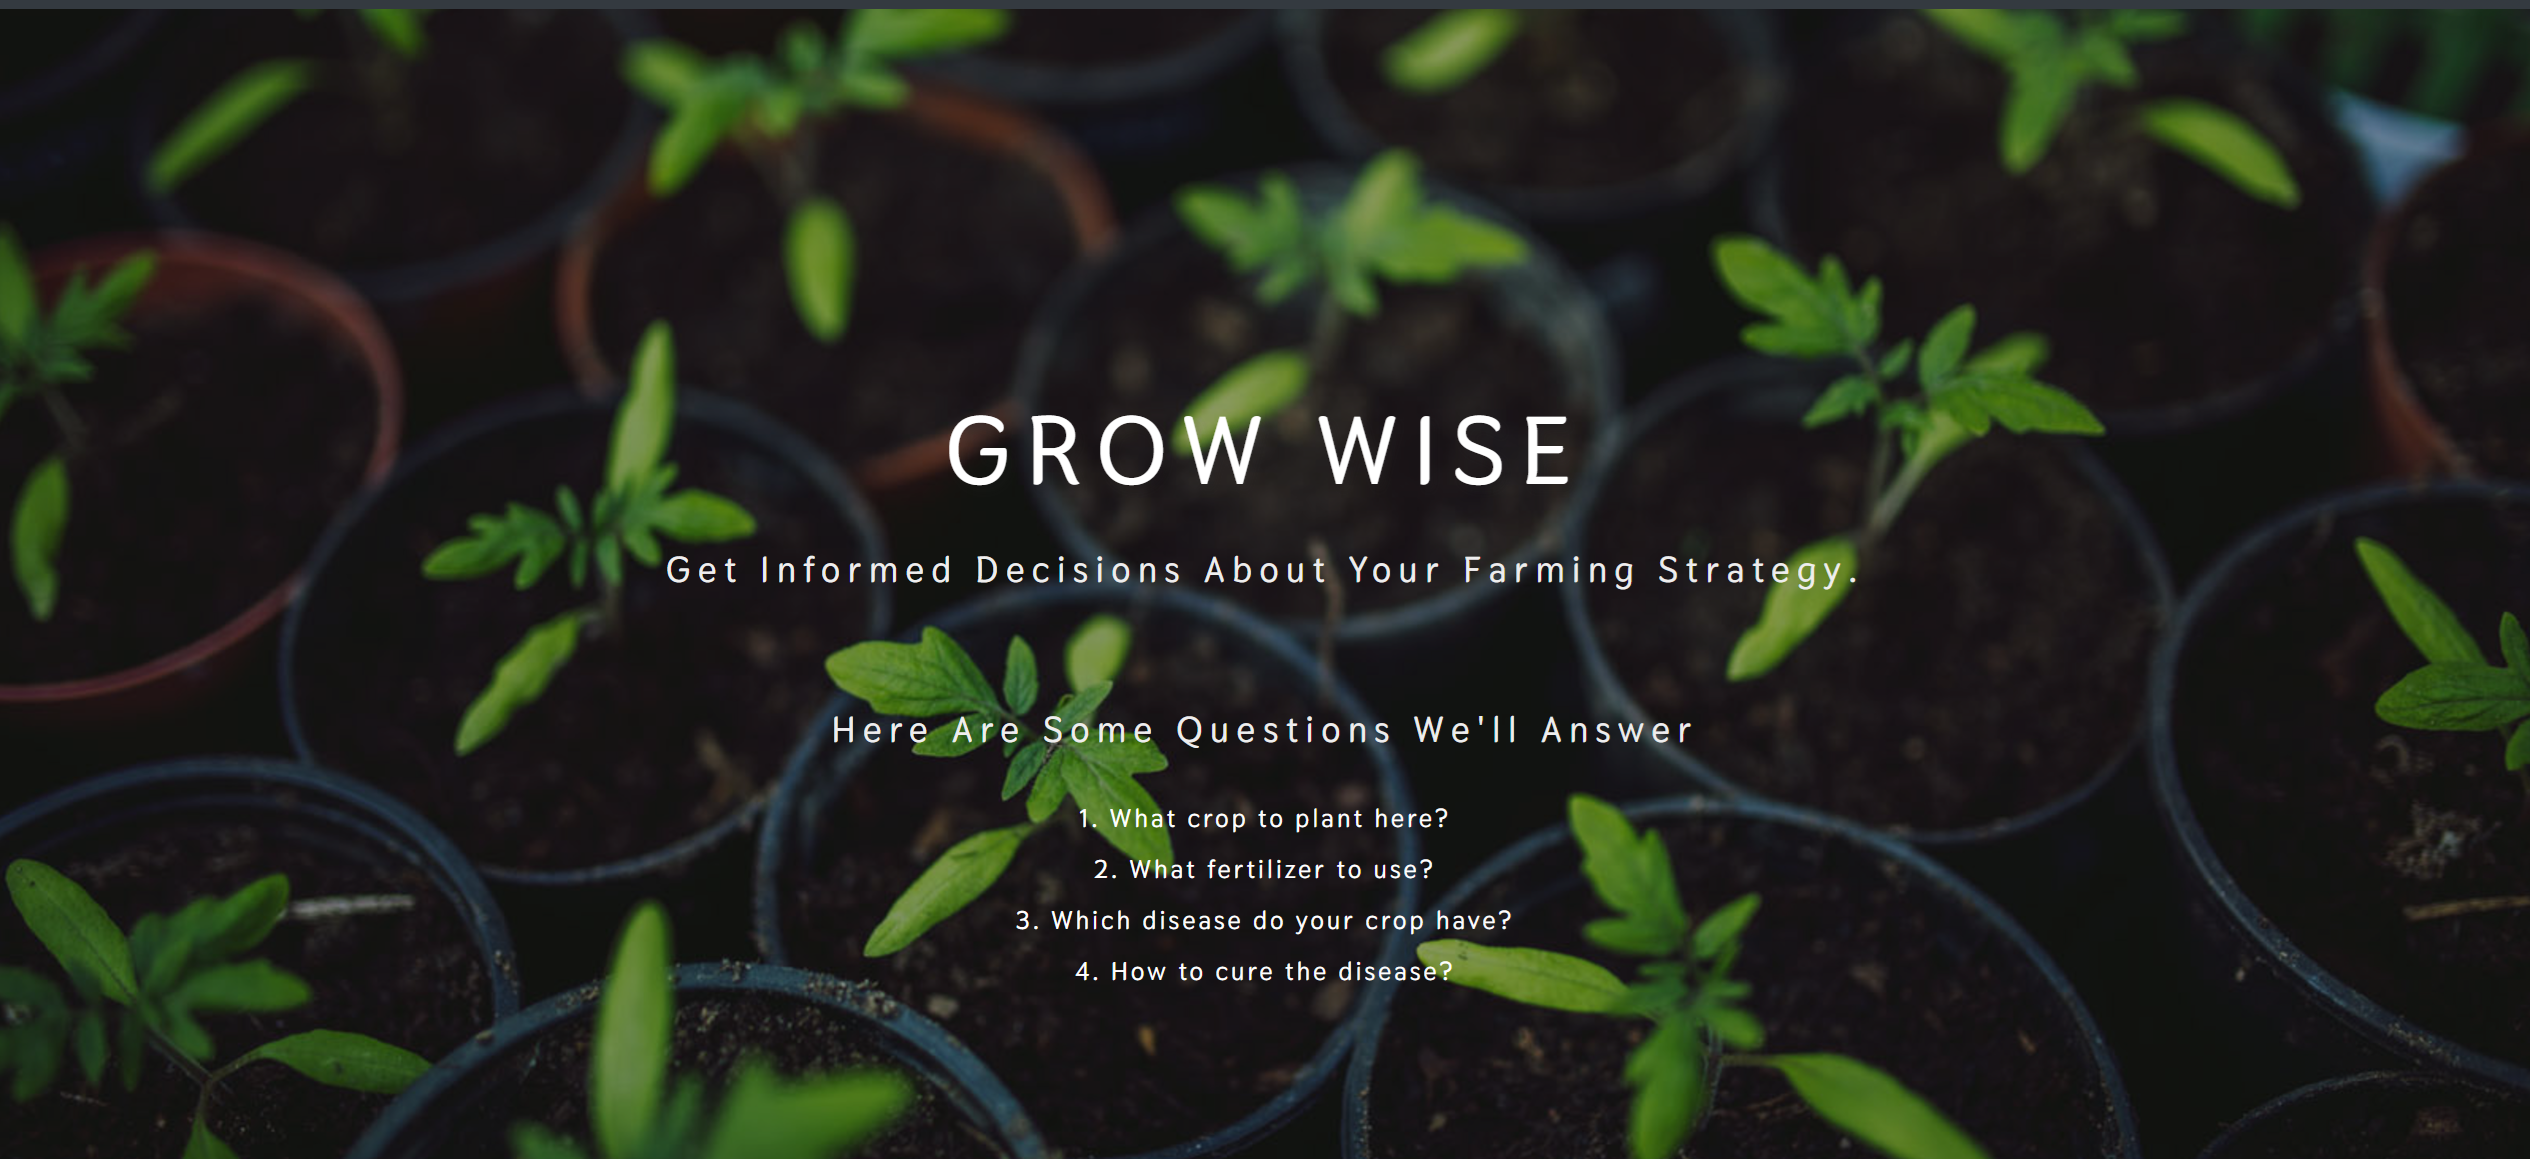 GROW WISE
Get Informed Decisions About Your Farming Strategy.
Here Are Some Questions We'll Answer
1. What crop to plant here?
2. What fertilizer to use?
3. Which disease do your crop have?
4. How to cure the disease?